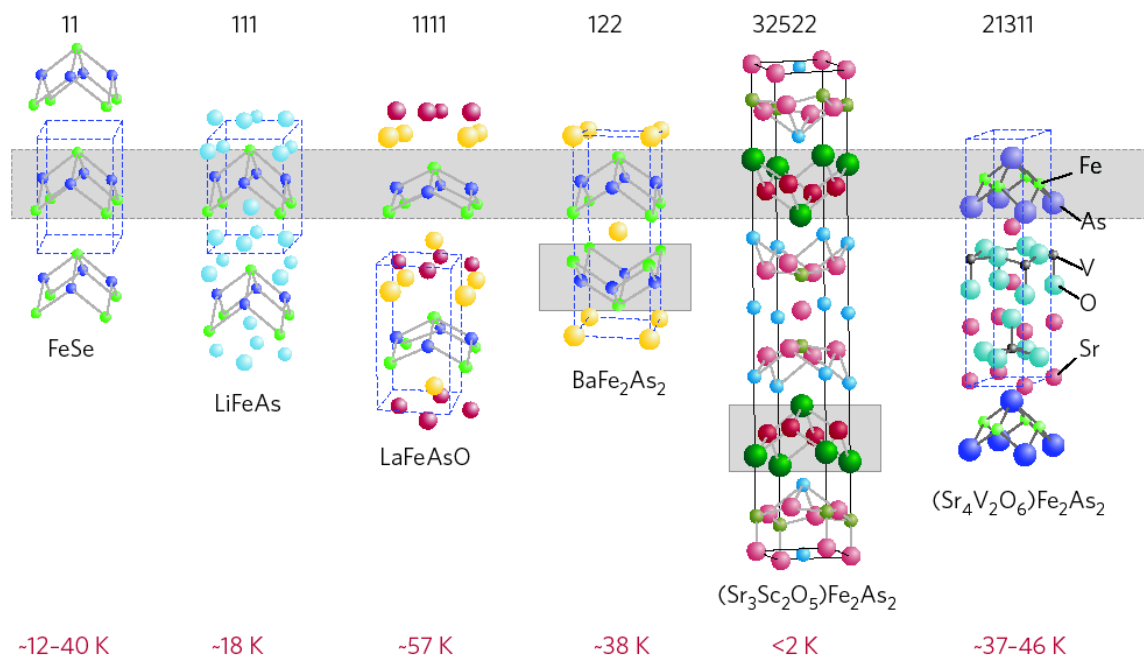 11 111 1111 122 32522 21311
Fe
As
V
O
Sr
FeSe
LiFeAs
LaFeAsO
BaFe₂As₂
(Sr₃Sc₂O₅)Fe₂As₂
(Sr₄V₂O₆)Fe₂As₂
~12–40 K ~18 K ~57 K ~38 K <2 K ~37–46 K